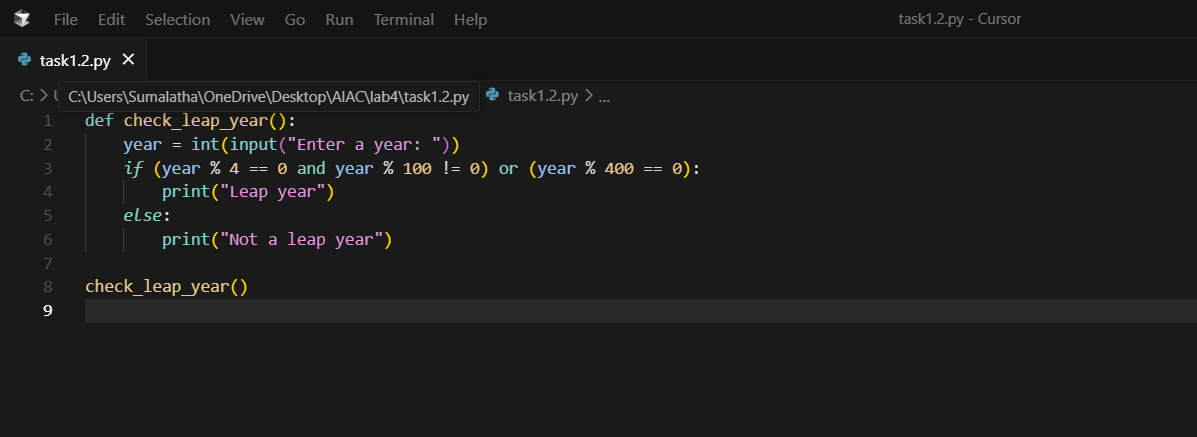 File Edit Selection View Go Run Terminal Help task1.2.py - Cursor
task1.2.py
C: > C:\Users\Sumalatha\OneDrive\Desktop\AIAC\lab4\task1.2.py task1.2.py > ...
1 def check_leap_year():
2     year = int(input("Enter a year: "))
3     if (year % 4 == 0 and year % 100 != 0) or (year % 400 == 0):
4         print("Leap year")
5     else:
6         print("Not a leap year")
7
8 check_leap_year()
9